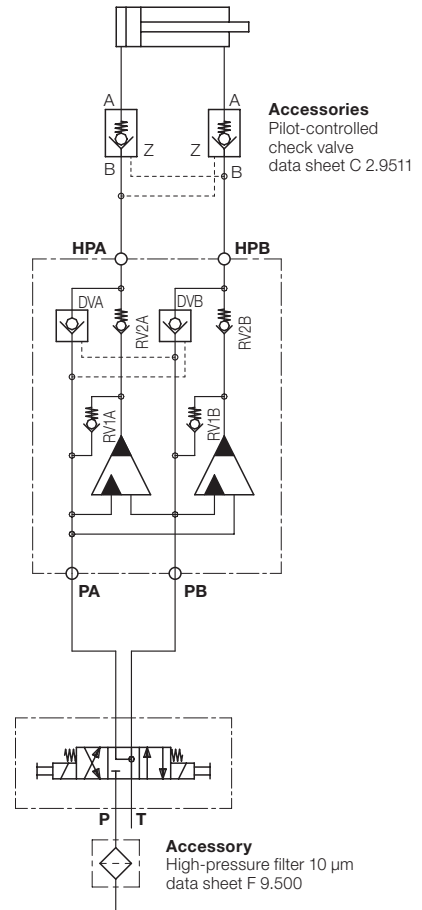 A
A
Accessories
Pilot-controlled
check valve
data sheet C 2.9511
Z
Z
B
B
HPA
HPB
DVA
DVB
RV2A
RV2B
RV1A
RV1B
PA
PB
P
T
Accessory
High-pressure filter 10 µm
data sheet F 9.500